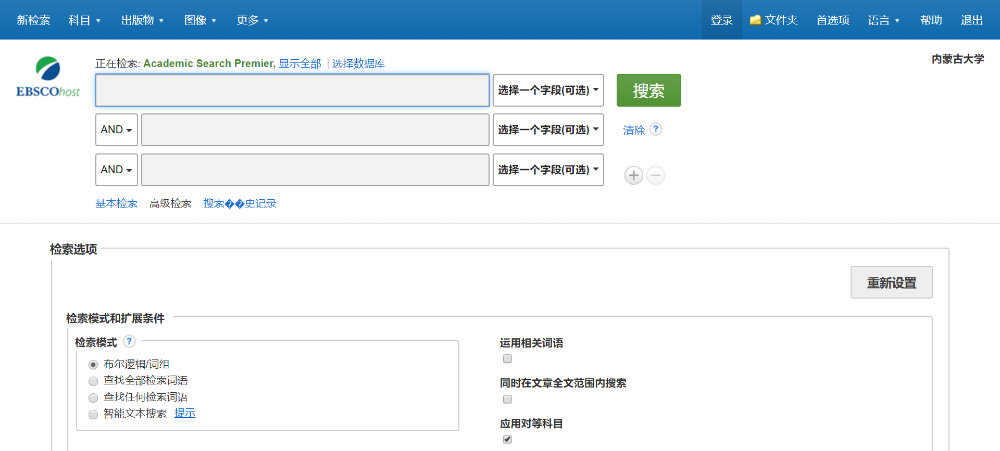 新检索 科目 出版物 图像 更多 登录 文件夹 首选项 语言 帮助 退出
内蒙古大学
EBSCOhost
正在检索: Academic Search Premier, 显示全部 选择数据库
选择一个字段(可选) 搜索
AND 选择一个字段(可选) 清除 ?
AND 选择一个字段(可选)
基本检索 高级检索 搜索��史记录
检索选项
重新设置
检索模式和扩展条件
检索模式 ?
布尔逻辑/词组
查找全部检索词语
查找任何检索词语
智能文本搜索 提示
运用相关词语
同时在文章全文范围内搜索
应用对等科目